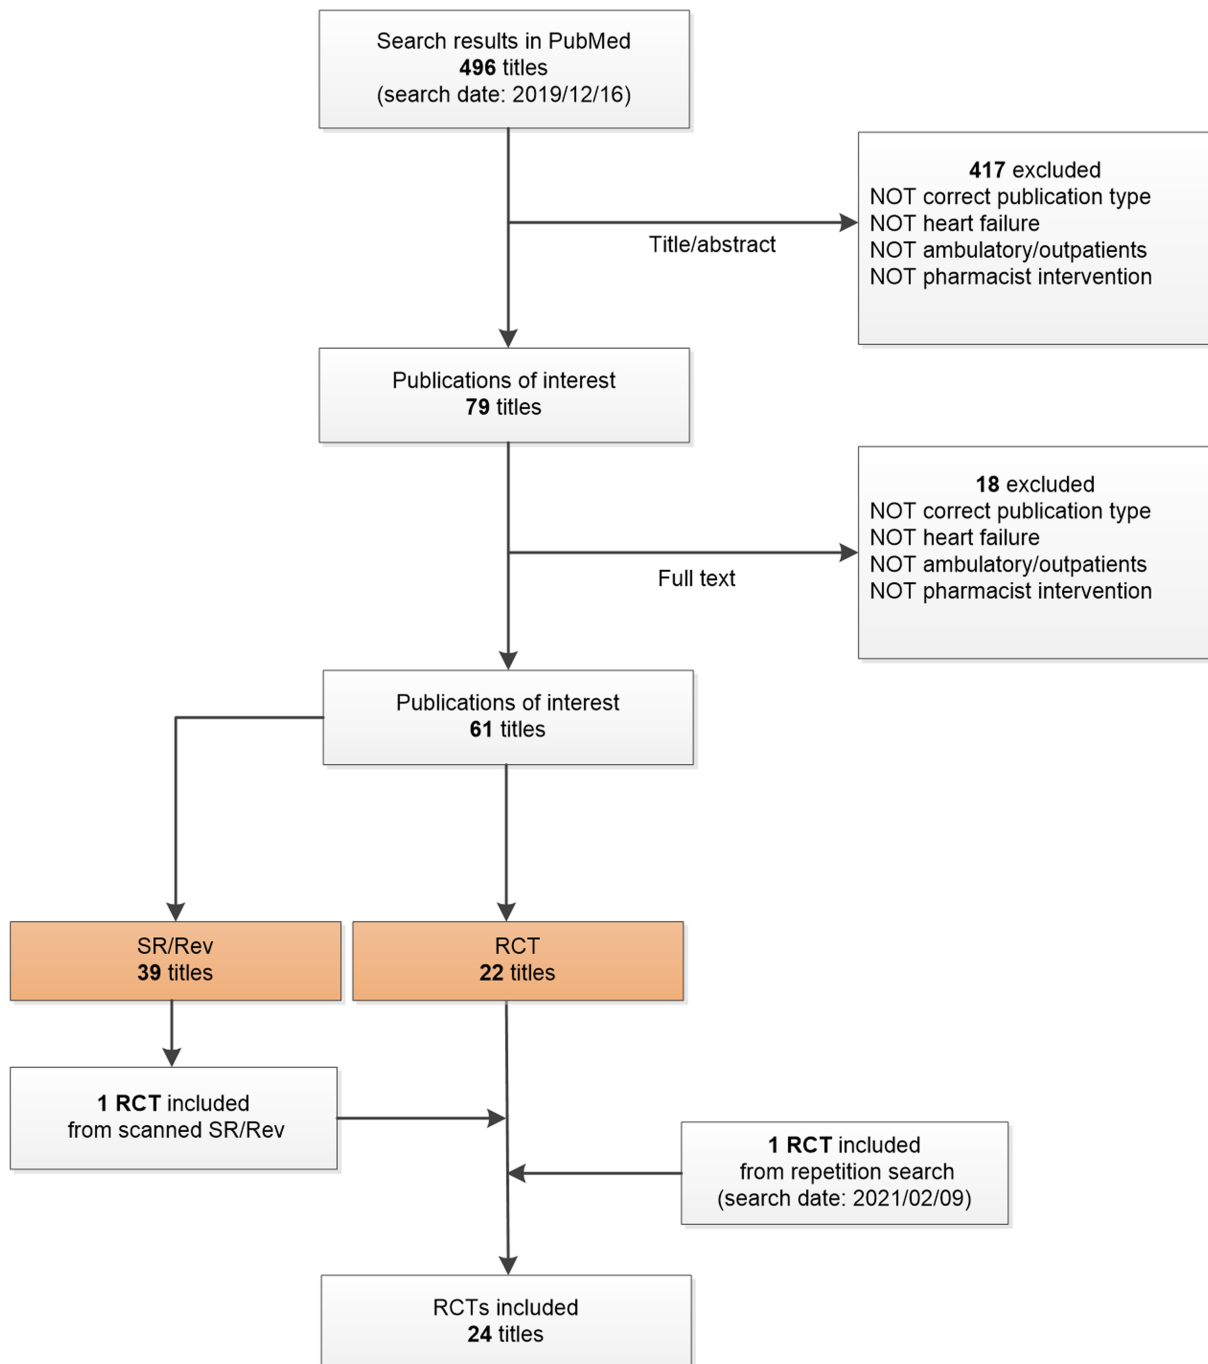 Search results in PubMed
496 titles
(search date: 2019/12/16)
417 excluded
NOT correct publication type
NOT heart failure
NOT ambulatory/outpatients
NOT pharmacist intervention
Title/abstract
Publications of interest
79 titles
18 excluded
NOT correct publication type
NOT heart failure
NOT ambulatory/outpatients
NOT pharmacist intervention
Full text
Publications of interest
61 titles
SR/Rev
39 titles
RCT
22 titles
1 RCT included
from scanned SR/Rev
1 RCT included
from repetition search
(search date: 2021/02/09)
RCTs included
24 titles